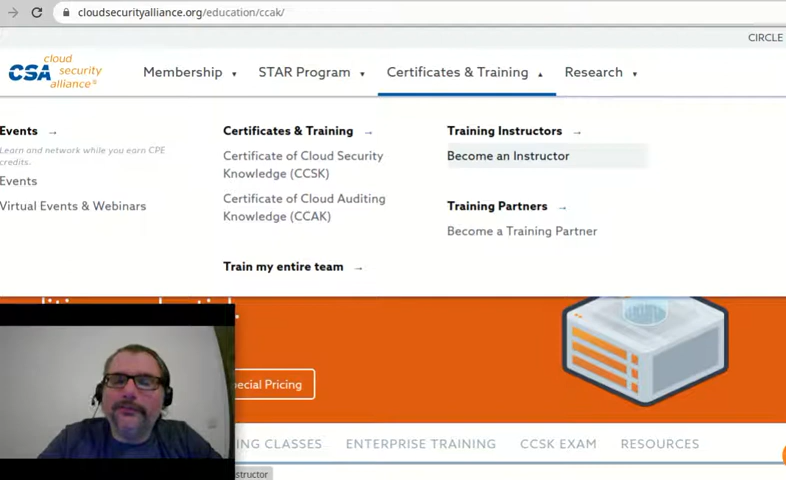 cloudsecurityalliance.org/education/ccak/
CIRCLE
CSA cloud security alliance®
Membership
STAR Program
Certificates & Training
Research
Events →
Learn and network while you earn CPE
credits.
Events
Virtual Events & Webinars
Certificates & Training →
Certificate of Cloud Security
Knowledge (CCSK)
Certificate of Cloud Auditing
Knowledge (CCAK)
Train my entire team →
Training Instructors →
Become an Instructor
Training Partners →
Become a Training Partner
ecial Pricing
NG CLASSES
ENTERPRISE TRAINING
CCSK EXAM
RESOURCES
structor